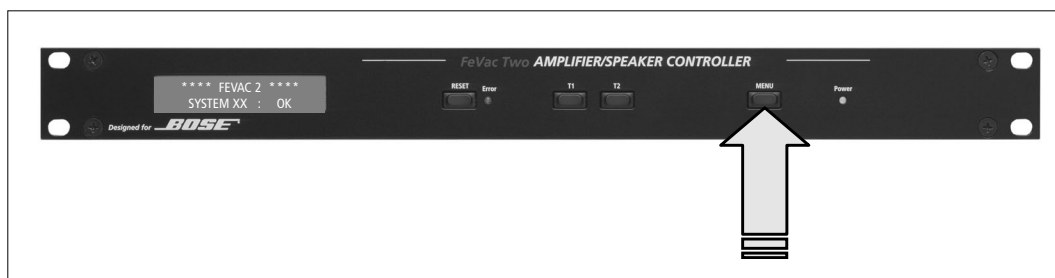 FeVac Two AMPLIFIER/SPEAKER CONTROLLER
* * * * FEVAC 2 * * * *
SYSTEM XX : OK
RESET Error T1 T2 MENU Power
Designed for BOSE